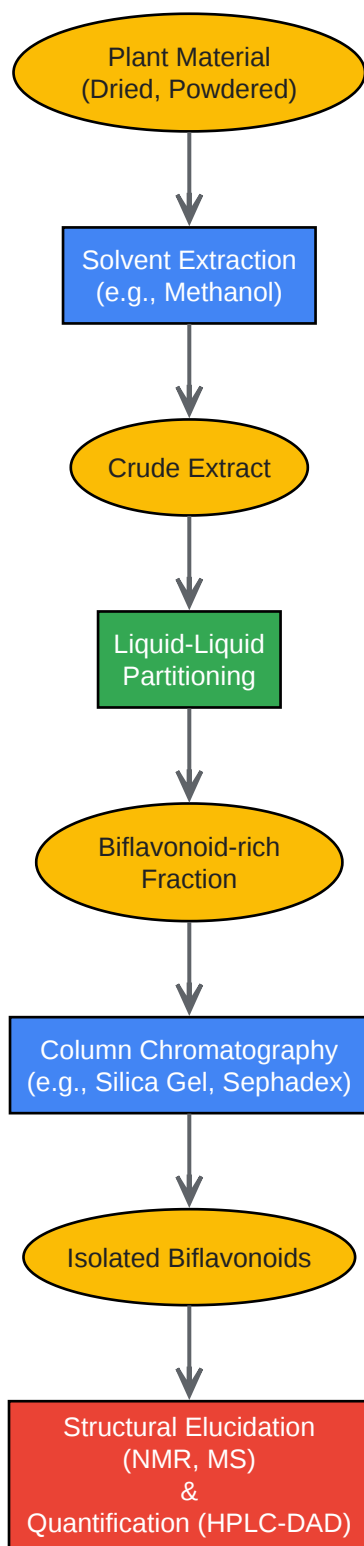 Plant Material
(Dried, Powdered)
Solvent Extraction
(e.g., Methanol)
Crude Extract
Liquid-Liquid
Partitioning
Biflavonoid-rich
Fraction
Column Chromatography
(e.g., Silica Gel, Sephadex)
Isolated Biflavonoids
Structural Elucidation
(NMR, MS)
&
Quantification (HPLC-DAD)